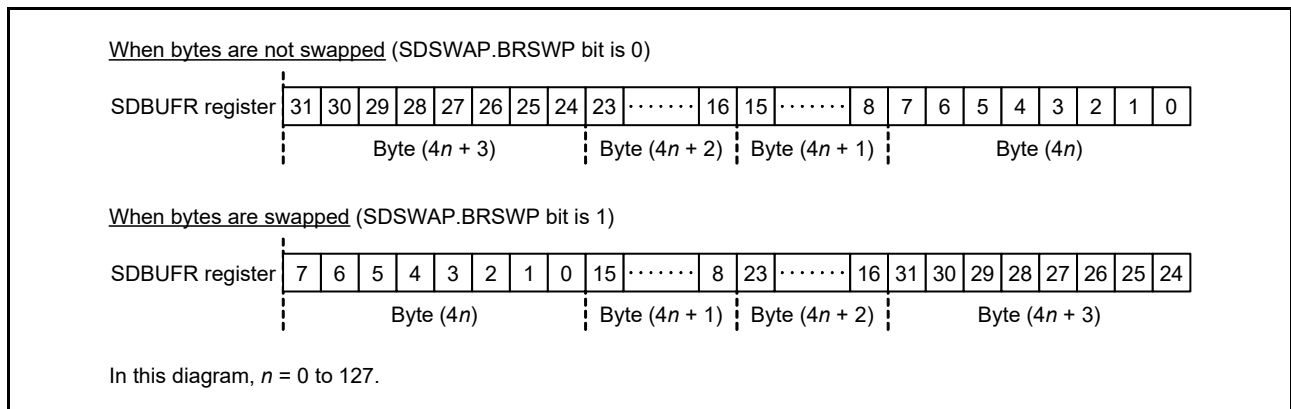 When bytes are not swapped (SDSWAP.BRSWP bit is 0)
SDBUFR register 31 30 29 28 27 26 25 24 23 ······· 16 15 ······· 8 7 6 5 4 3 2 1 0
Byte (4n + 3) Byte (4n + 2) Byte (4n + 1) Byte (4n)
When bytes are swapped (SDSWAP.BRSWP bit is 1)
SDBUFR register 7 6 5 4 3 2 1 0 15 ······· 8 23 ······· 16 31 30 29 28 27 26 25 24
Byte (4n) Byte (4n + 1) Byte (4n + 2) Byte (4n + 3)
In this diagram, n = 0 to 127.